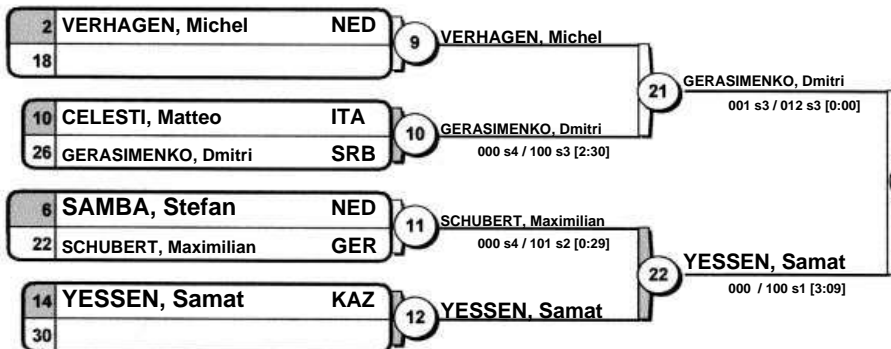 2 VERHAGEN, Michel NED
18
9 VERHAGEN, Michel
10 CELESTI, Matteo ITA
26 GERASIMENKO, Dmitri SRB
10 GERASIMENKO, Dmitri
000 s4 / 100 s3 [2:30]
21 GERASIMENKO, Dmitri
001 s3 / 012 s3 [0:00]
6 SAMBA, Stefan NED
22 SCHUBERT, Maximilian GER
11 SCHUBERT, Maximilian
000 s4 / 101 s2 [0:29]
14 YESSEN, Samat KAZ
30
12 YESSEN, Samat
22 YESSEN, Samat
000 / 100 s1 [3:09]